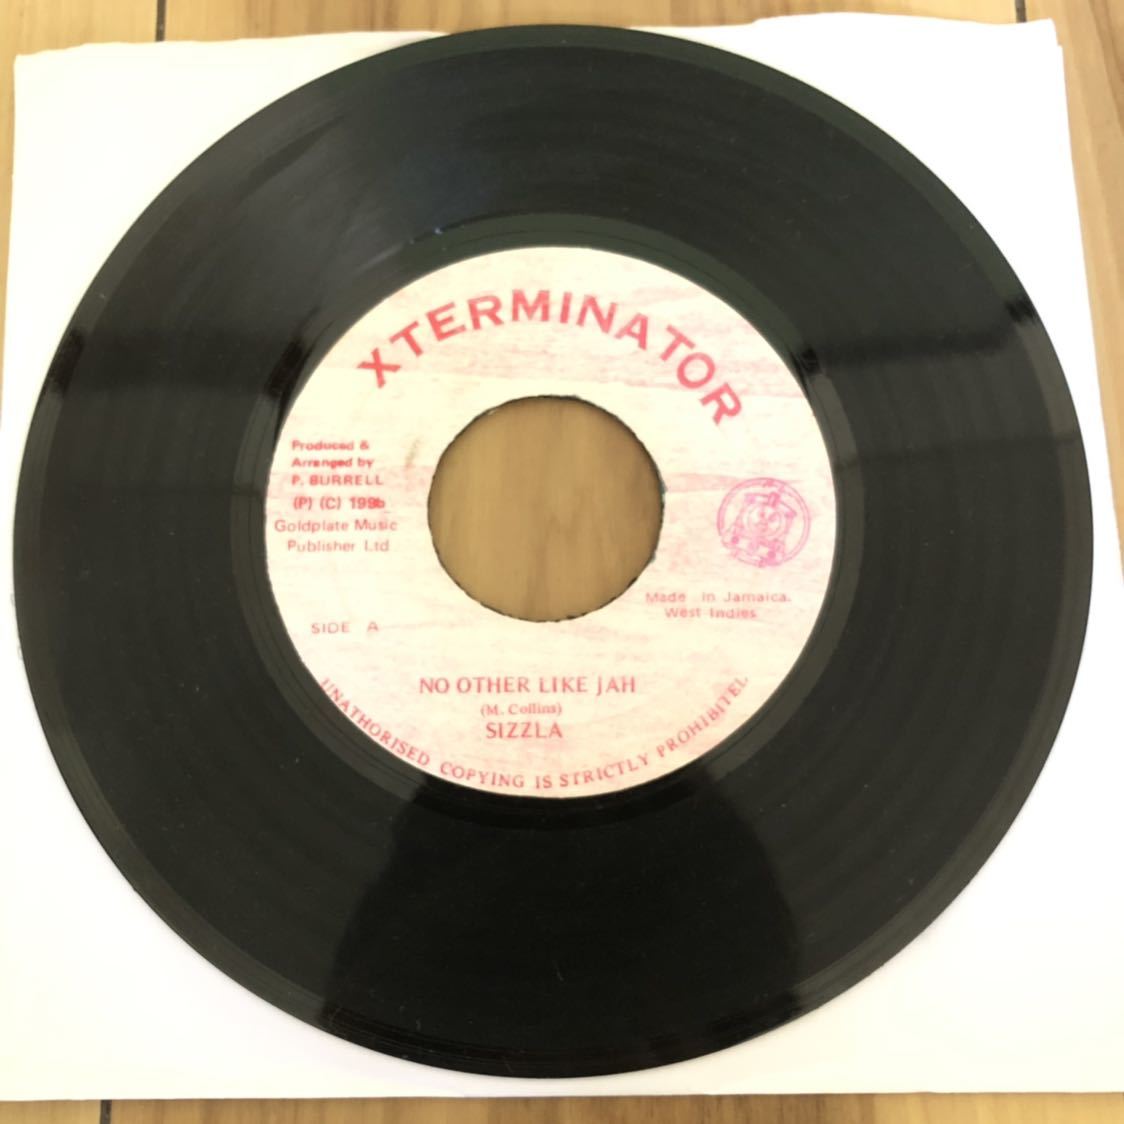 XTERMINATOR
Produced &
Arranged by
P. BURRELL
(P) (C) 1996
Goldplate Music
Publisher Ltd
Made in Jamaica.
West Indies
SIDE A
NO OTHER LIKE JAH
(M. Collins)
SIZZLA
UNATHORISED COPYING IS STRICTLY PROHIBITED